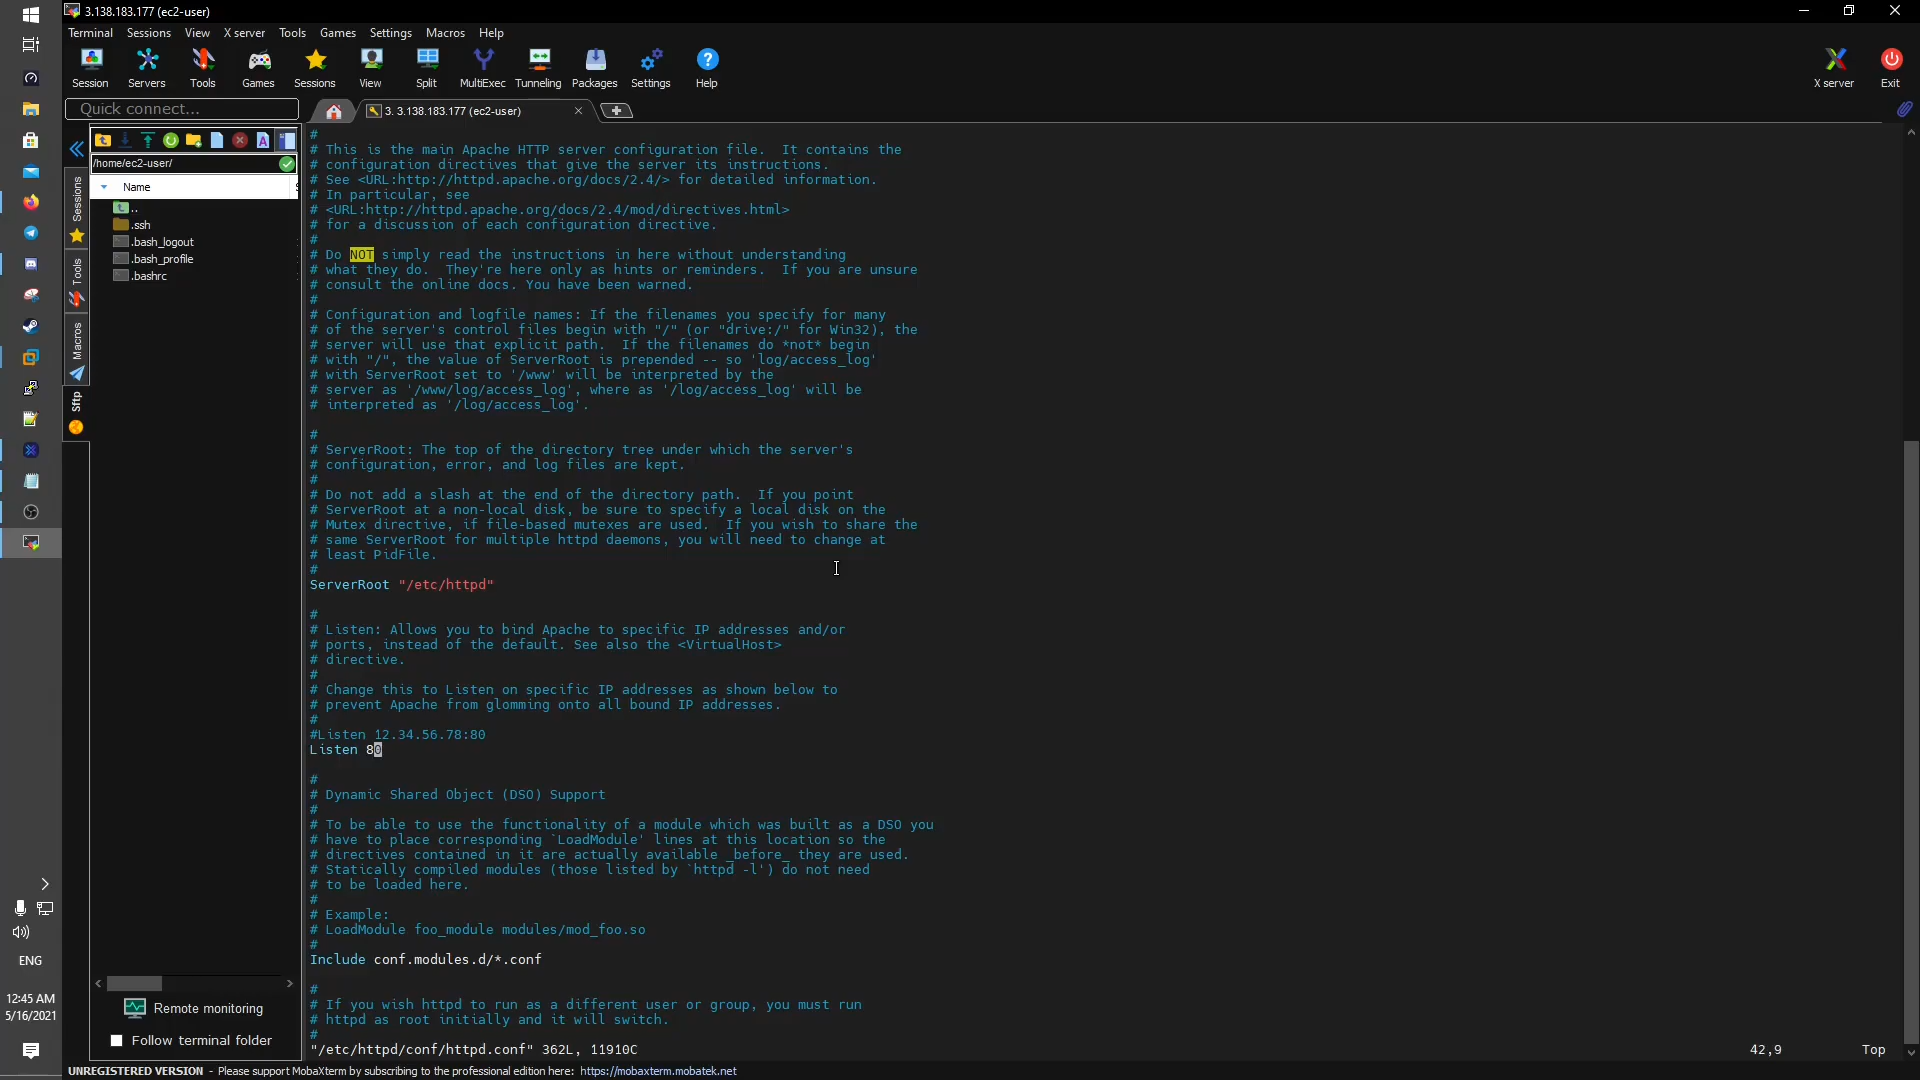 3.138.183.177 (ec2-user)
Terminal Sessions View X server Tools Games Settings Macros Help
Session Servers Tools Games Sessions View Split MultiExec Tunneling Packages Settings Help X server Exit
Quick connect...
3. 3.138.183.177 (ec2-user)
/home/ec2-user/
Name
..
.ssh
.bash_logout
.bash_profile
.bashrc
Sessions
Tools
Macros
Sftp
#
# This is the main Apache HTTP server configuration file.  It contains the
# configuration directives that give the server its instructions.
# See <URL:http://httpd.apache.org/docs/2.4/> for detailed information.
# In particular, see
# <URL:http://httpd.apache.org/docs/2.4/mod/directives.html>
# for a discussion of each configuration directive.
#
# Do NOT simply read the instructions in here without understanding
# what they do.  They're here only as hints or reminders.  If you are unsure
# consult the online docs. You have been warned.
#
# Configuration and logfile names: If the filenames you specify for many
# of the server's control files begin with "/" (or "drive:/" for Win32), the
# server will use that explicit path.  If the filenames do *not* begin
# with "/", the value of ServerRoot is prepended -- so 'log/access_log'
# with ServerRoot set to '/www' will be interpreted by the
# server as '/www/log/access_log', where as '/log/access_log' will be
# interpreted as '/log/access_log'.
#
# ServerRoot: The top of the directory tree under which the server's
# configuration, error, and log files are kept.
#
# Do not add a slash at the end of the directory path.  If you point
# ServerRoot at a non-local disk, be sure to specify a local disk on the
# Mutex directive, if file-based mutexes are used.  If you wish to share the
# same ServerRoot for multiple httpd daemons, you will need to change at
# least PidFile.
#
ServerRoot "/etc/httpd"
#
# Listen: Allows you to bind Apache to specific IP addresses and/or
# ports, instead of the default. See also the <VirtualHost>
# directive.
#
# Change this to Listen on specific IP addresses as shown below to
# prevent Apache from glomming onto all bound IP addresses.
#
#Listen 12.34.56.78:80
Listen 80
#
# Dynamic Shared Object (DSO) Support
#
# To be able to use the functionality of a module which was built as a DSO you
# have to place corresponding `LoadModule' lines at this location so the
# directives contained in it are actually available _before_ they are used.
# Statically compiled modules (those listed by `httpd -l') do not need
# to be loaded here.
#
# Example:
# LoadModule foo_module modules/mod_foo.so
#
Include conf.modules.d/*.conf
#
# If you wish httpd to run as a different user or group, you must run
# httpd as root initially and it will switch.
#
"/etc/httpd/conf/httpd.conf" 362L, 11910C 42,9 Top
Remote monitoring
Follow terminal folder
ENG
12:45 AM
5/16/2021
UNREGISTERED VERSION - Please support MobaXterm by subscribing to the professional edition here: https://mobaxterm.mobatek.net